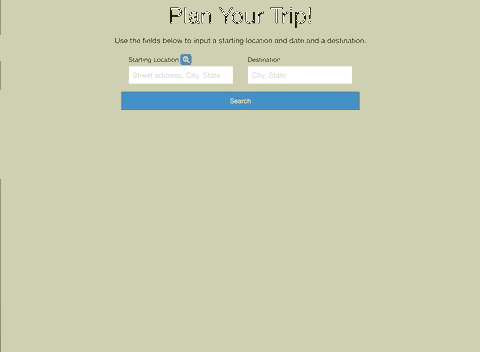 Plan Your Trip!
Use the fields below to input a starting location and date and a destination.
Starting Location
Destination
Street address, City, State
City, State
Search